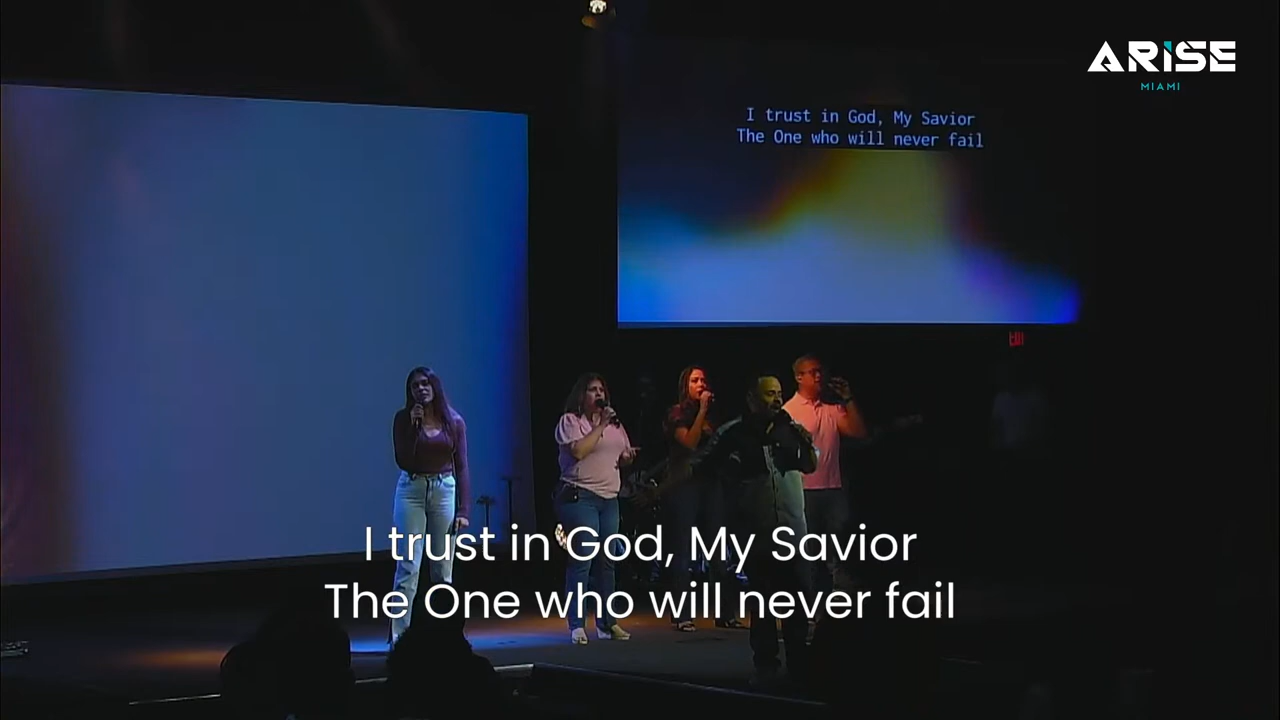 ARISE
MIAMI
I trust in God, My Savior
The One who will never fail
EXIT
I trust in God, My Savior
The One who will never fail